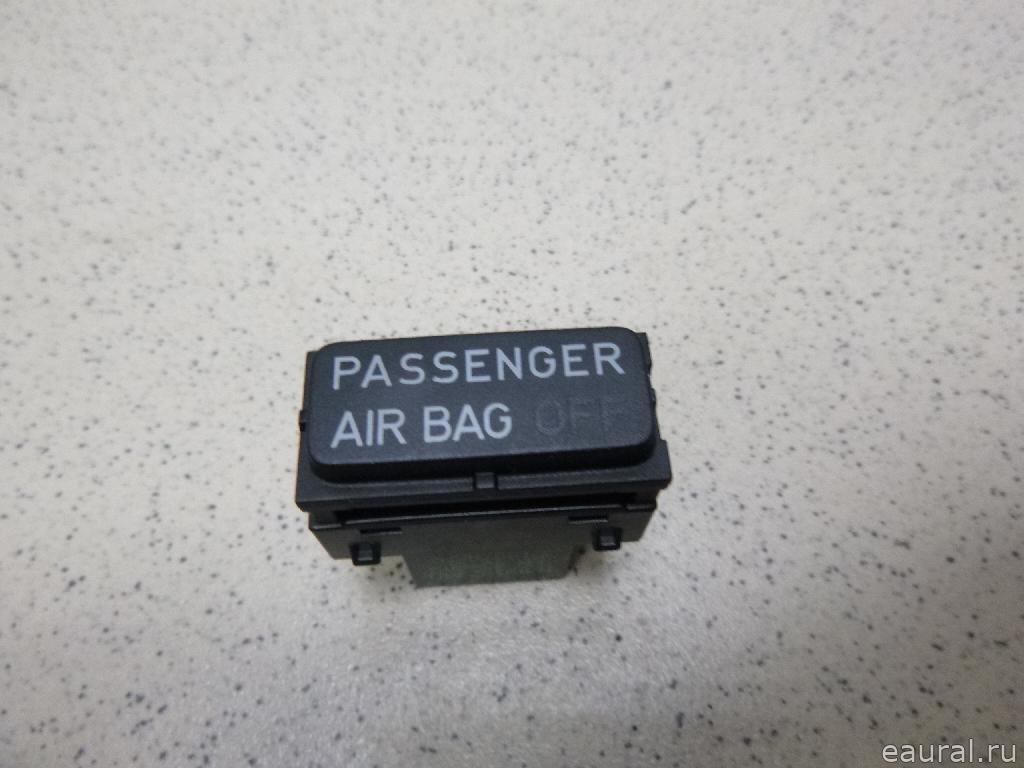 PASSENGER
AIR BAG OFF
eaural.ru